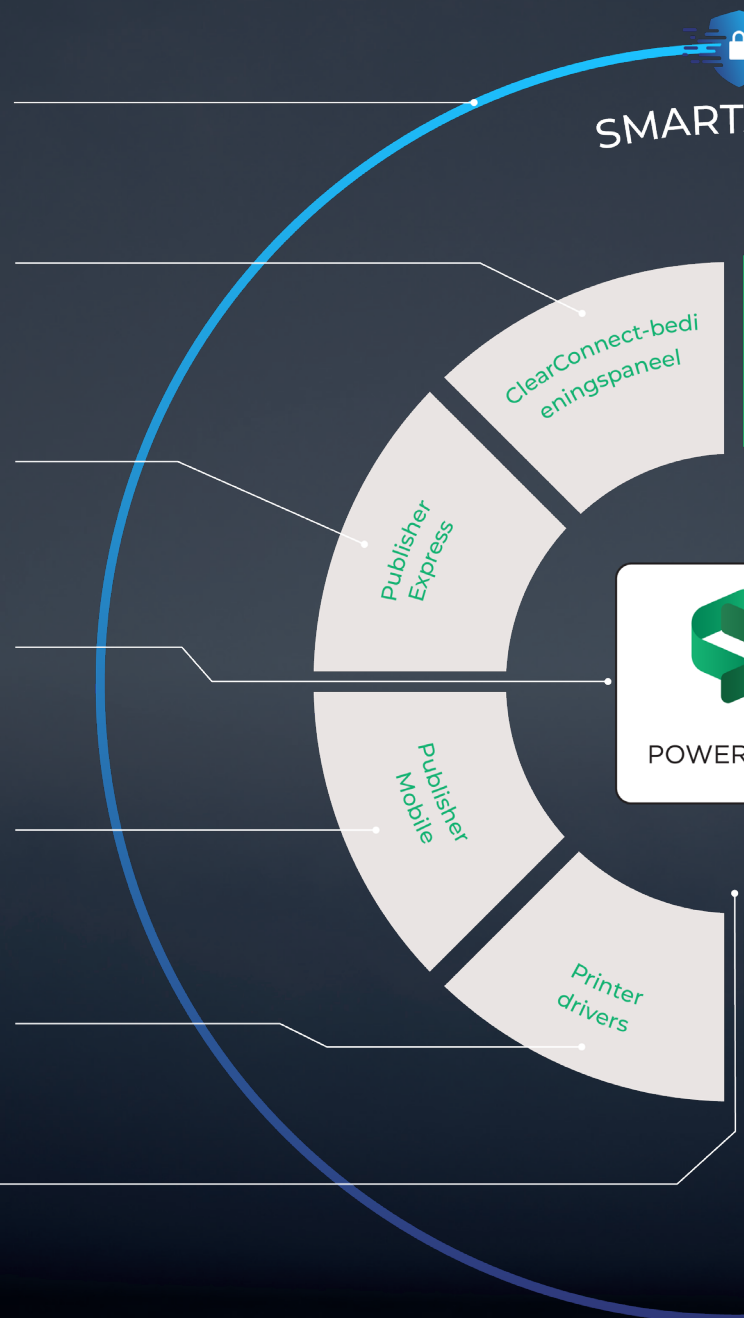 SMART
ClearConnect-bedi
eningspaneel
Publisher
Express
POWER
Publisher
Mobile
Printer
drivers